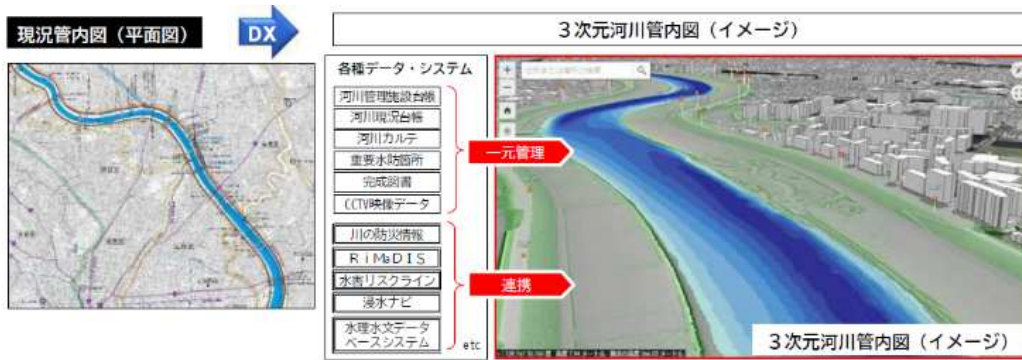 現況管内図（平面図）
DX
３次元河川管内図（イメージ）
各種データ・システム
河川管理施設台帳
河川現況台帳
河川カルテ
重要水防箇所
完成図書
CCTV映像データ
一元管理
川の防災情報
ＲｉＭａＤＩＳ
水害リスクライン
浸水ナビ
水理水文データ
ベースシステム
etc
連携
３次元河川管内図（イメージ）